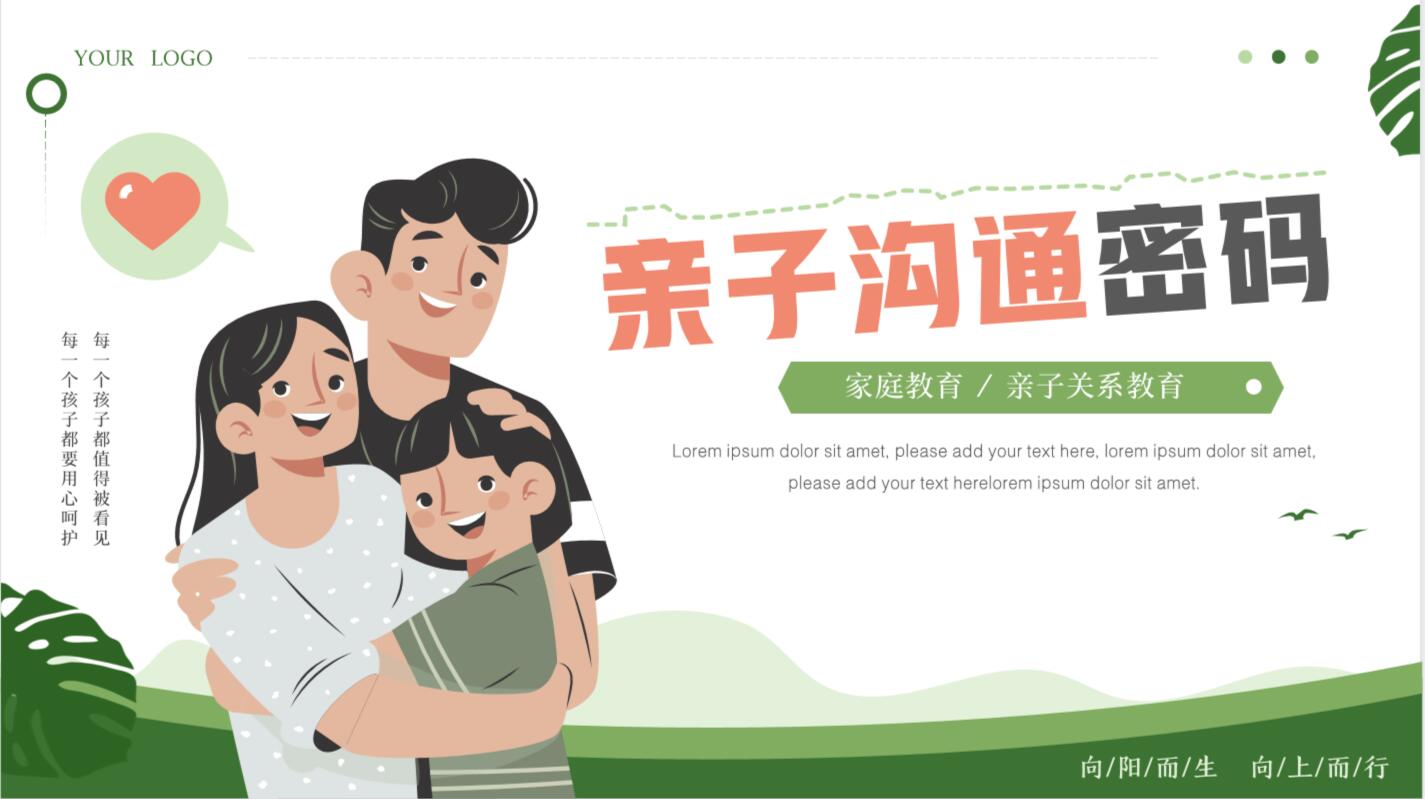 YOUR LOGO
亲子沟通密码
家庭教育 / 亲子关系教育
Lorem ipsum dolor sit amet, please add your text here, lorem ipsum dolor sit amet,
please add your text herelorem ipsum dolor sit amet.
每一个孩子都值得被看见
每一个孩子都要用心呵护
向/阳/而/生 向/上/而/行